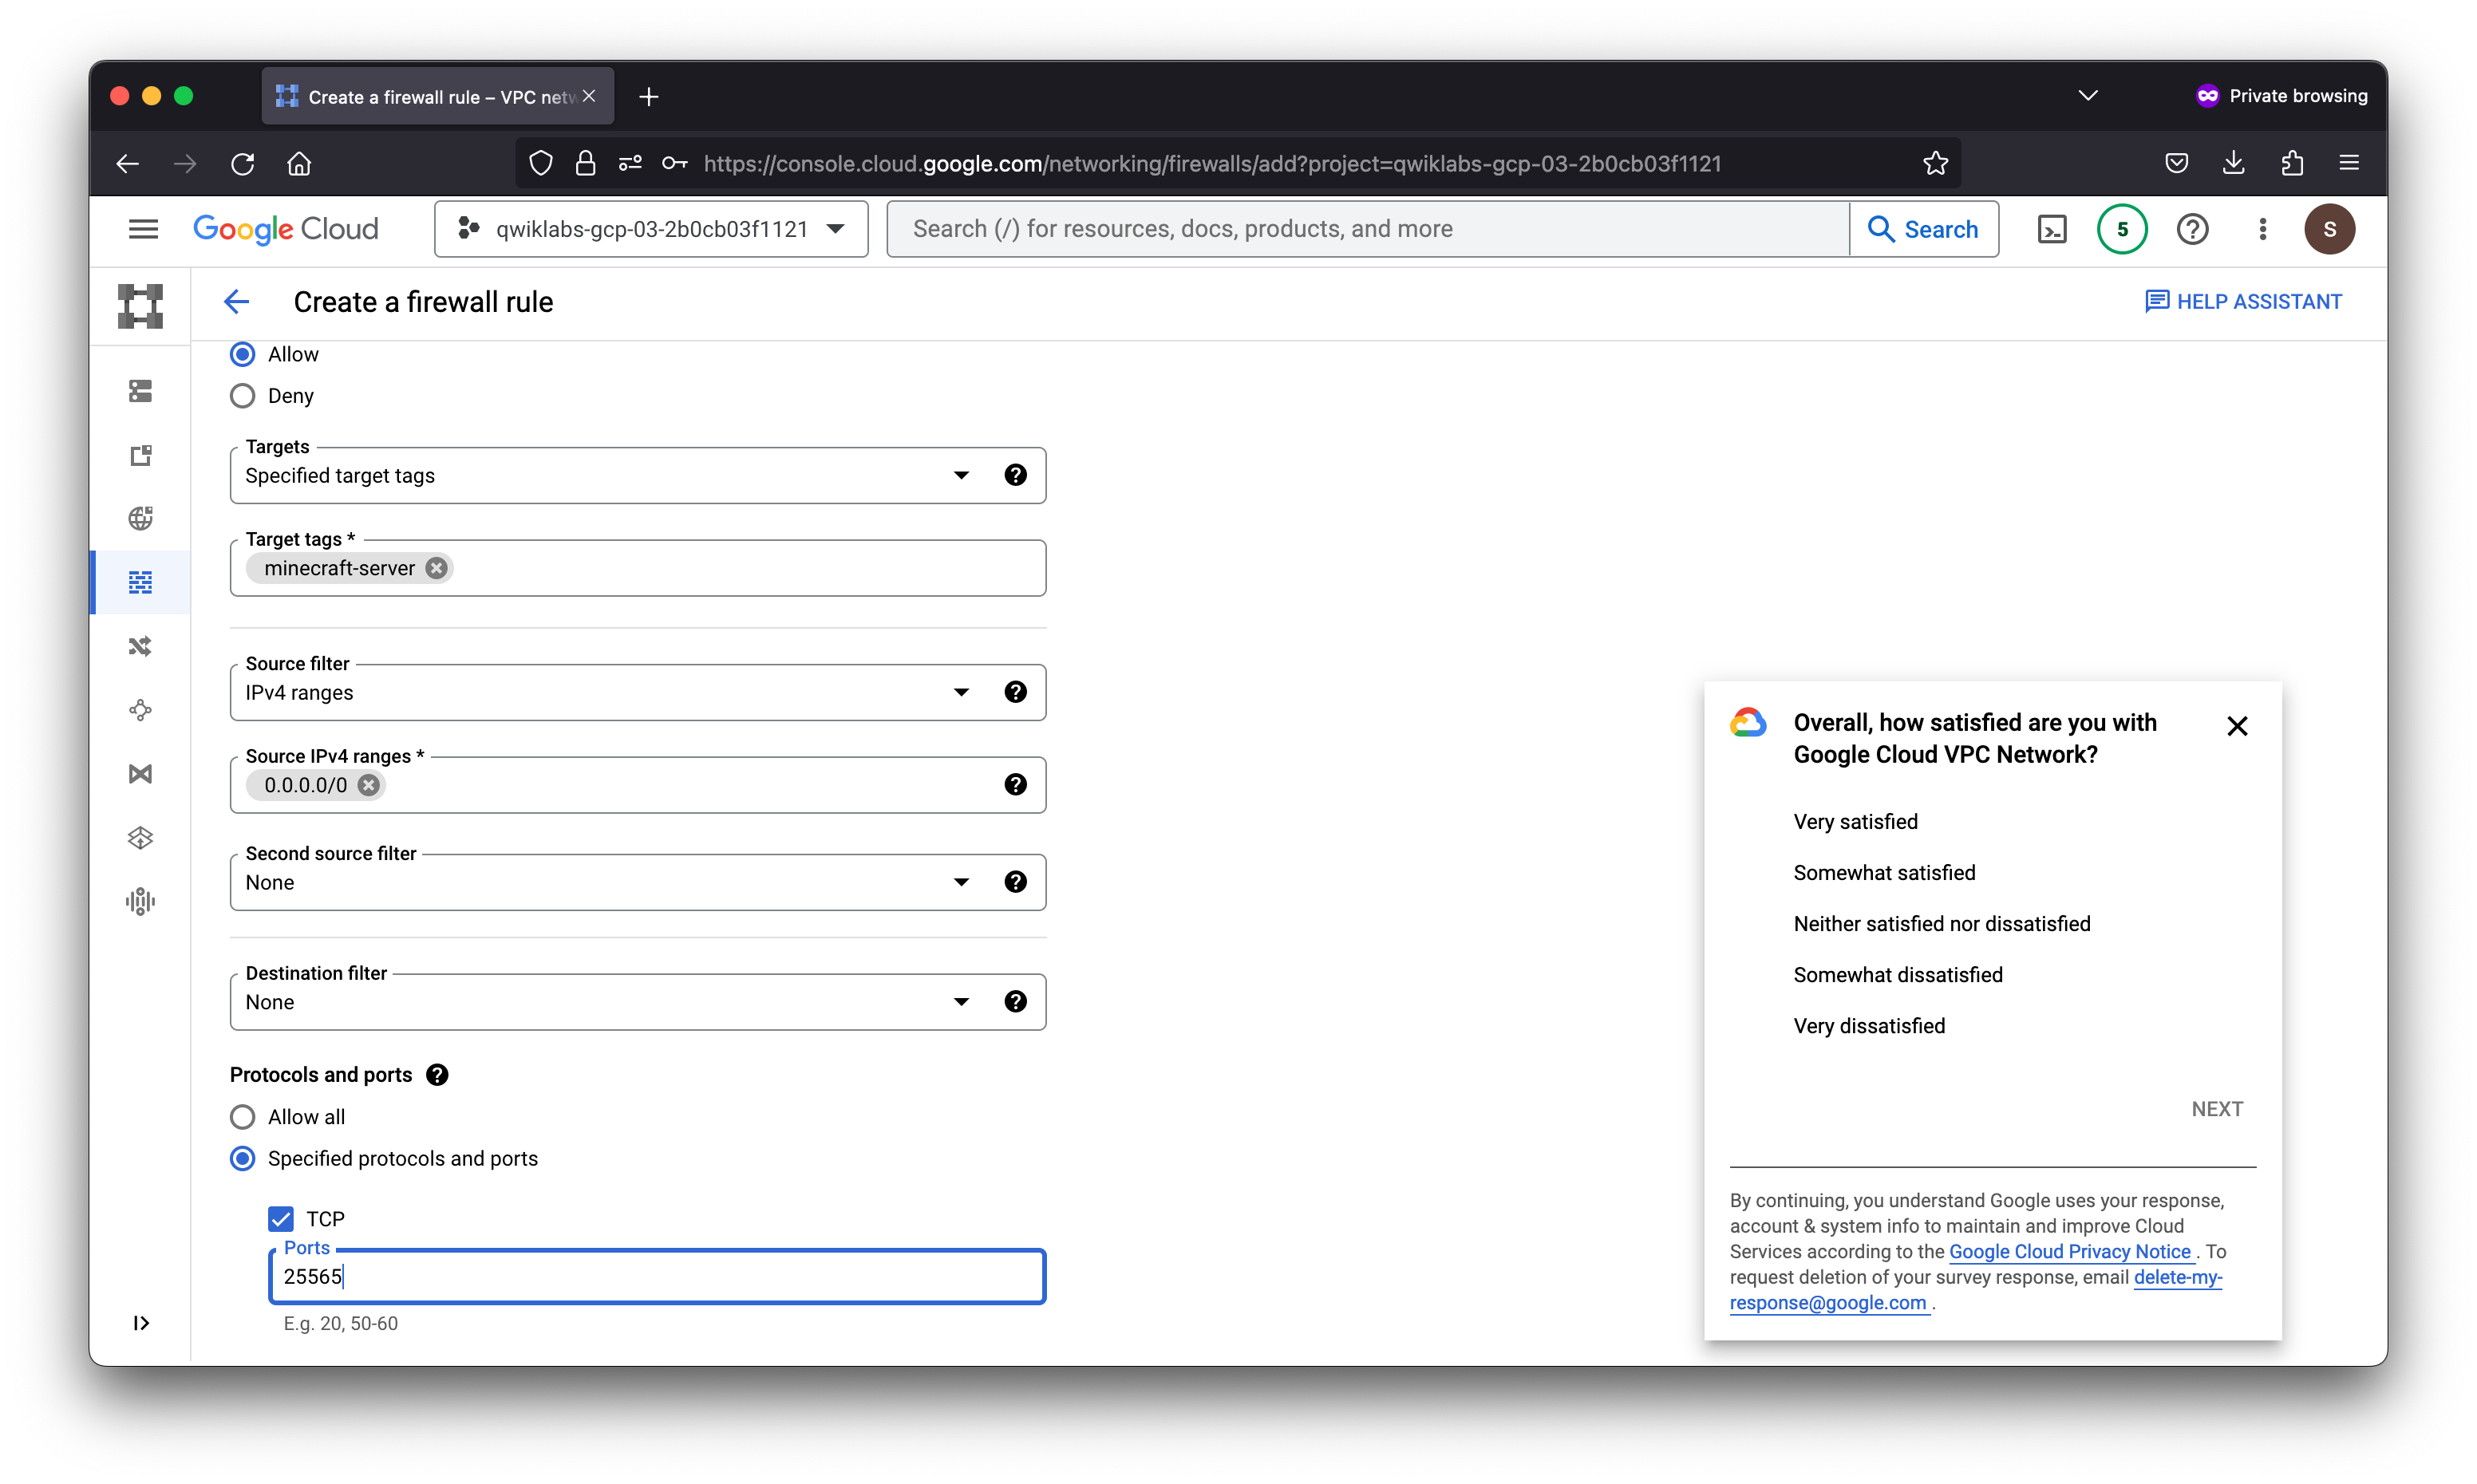 Create a firewall rule – VPC netw
Private browsing
https://console.cloud.google.com/networking/firewalls/add?project=qwiklabs-gcp-03-2b0cb03f1121
Google Cloud
qwiklabs-gcp-03-2b0cb03f1121
Search (/) for resources, docs, products, and more
Search
5
S
Create a firewall rule
HELP ASSISTANT
Allow
Deny
Targets
Specified target tags
Target tags *
minecraft-server
Source filter
IPv4 ranges
Source IPv4 ranges *
0.0.0.0/0
Second source filter
None
Destination filter
None
Protocols and ports
Allow all
Specified protocols and ports
TCP
Ports
25565
E.g. 20, 50-60
Overall, how satisfied are you with
Google Cloud VPC Network?
Very satisfied
Somewhat satisfied
Neither satisfied nor dissatisfied
Somewhat dissatisfied
Very dissatisfied
NEXT
By continuing, you understand Google uses your response,
account & system info to maintain and improve Cloud
Services according to the Google Cloud Privacy Notice . To
request deletion of your survey response, email delete-my-
response@google.com .